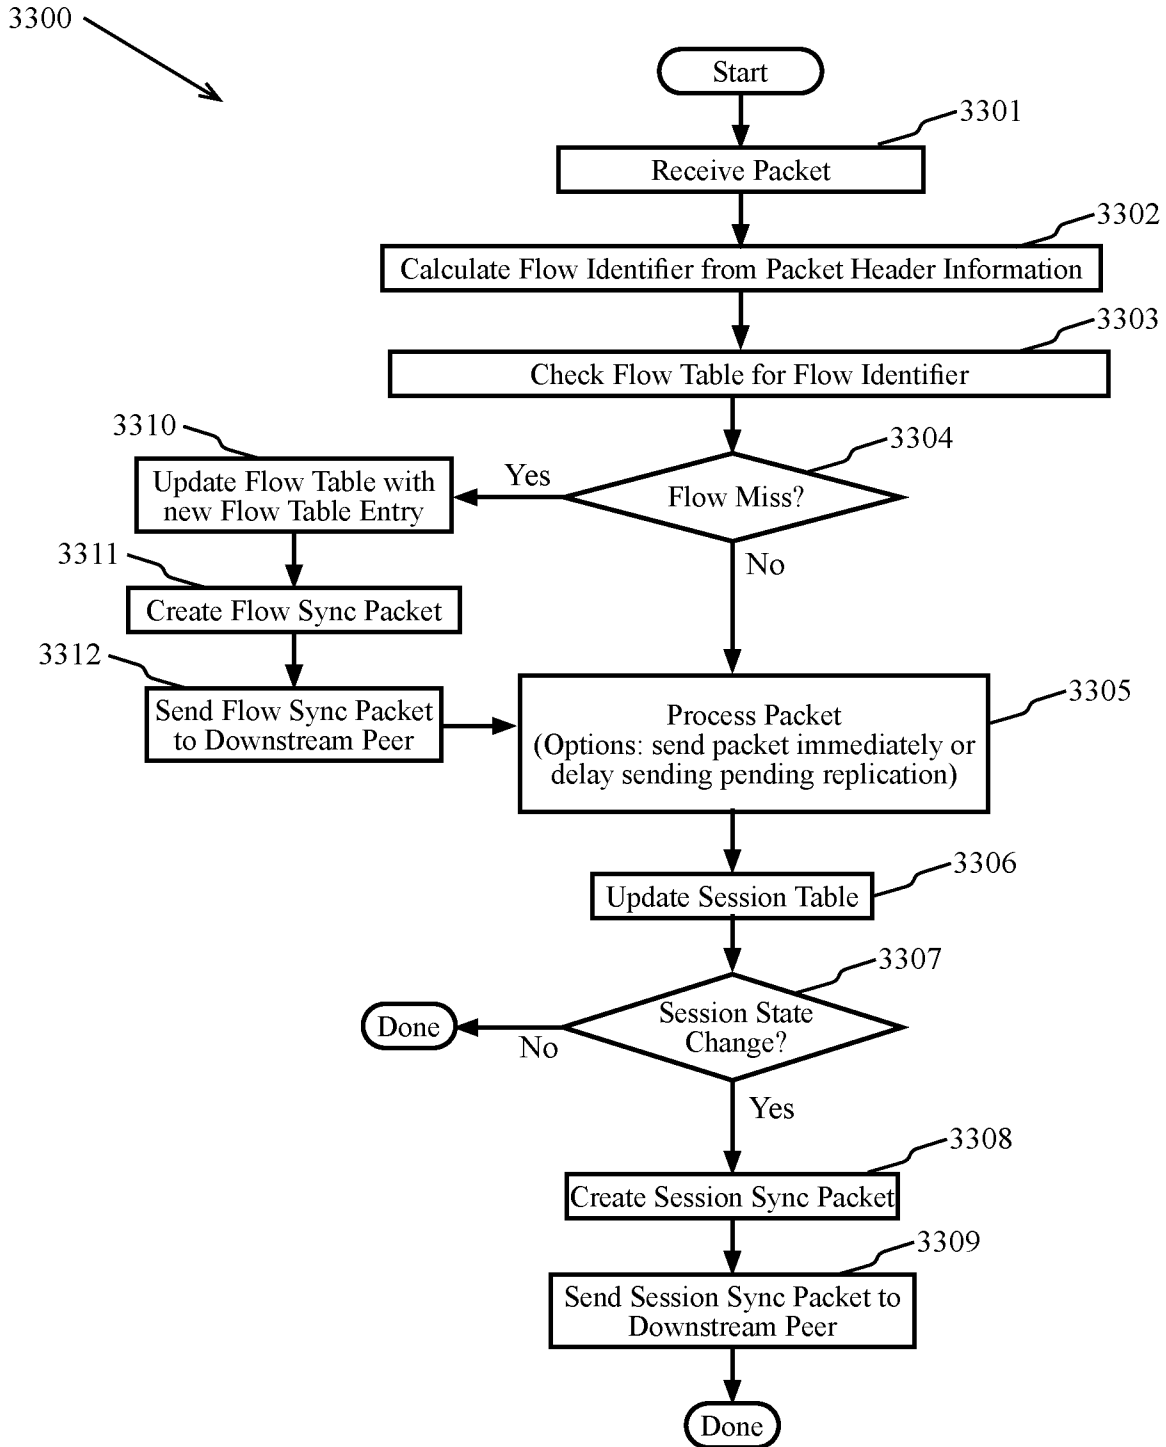 3300
Start
3301
Receive Packet
3302
Calculate Flow Identifier from Packet Header Information
3303
Check Flow Table for Flow Identifier
3304
Flow Miss?
Yes
No
3310
Update Flow Table with
new Flow Table Entry
3311
Create Flow Sync Packet
3312
Send Flow Sync Packet
to Downstream Peer
3305
Process Packet
(Options: send packet immediately or
delay sending pending replication)
3306
Update Session Table
3307
Session State
Change?
No
Done
Yes
3308
Create Session Sync Packet
3309
Send Session Sync Packet to
Downstream Peer
Done